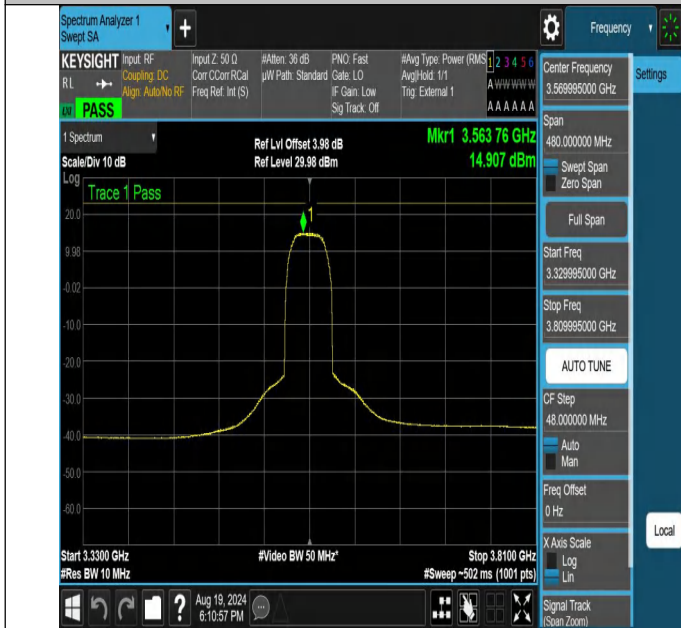 Spectrum Analyzer 1
Swept SA
+
Frequency
KEYSIGHT
RL
PASS
Input: RF
Coupling: DC
Align: Auto/No RF
Input Z: 50 Ω
Corr CCorr RCal
Freq Ref: Int (S)
#Atten: 36 dB
µW Path: Standard
PNO: Fast
Gate: LO
IF Gain: Low
Sig Track: Off
#Avg Type: Power (RMS
Avg|Hold: 1/1
Trig: External 1
1 2 3 4 5 6
A W W W W W
A A A A A A
Center Frequency
3.569995000 GHz
Settings
Span
480.000000 MHz
Swept Span
Zero Span
Full Span
Start Freq
3.329995000 GHz
Stop Freq
3.809995000 GHz
AUTO TUNE
CF Step
48.000000 MHz
Auto
Man
Freq Offset
0 Hz
X Axis Scale
Log
Lin
Local
Signal Track
(Span Zoom)
1 Spectrum
Scale/Div 10 dB
Ref Lvl Offset 3.98 dB
Ref Level 29.98 dBm
Mkr1 3.563 76 GHz
14.907 dBm
Log
Trace 1 Pass
1
20.0
9.98
-0.02
-10.0
-20.0
-30.0
-40.0
-50.0
-60.0
Start 3.3300 GHz
#Res BW 10 MHz
#Video BW 50 MHz*
Stop 3.8100 GHz
#Sweep ~502 ms (1001 pts)
?
Aug 19, 2024
6:10:57 PM